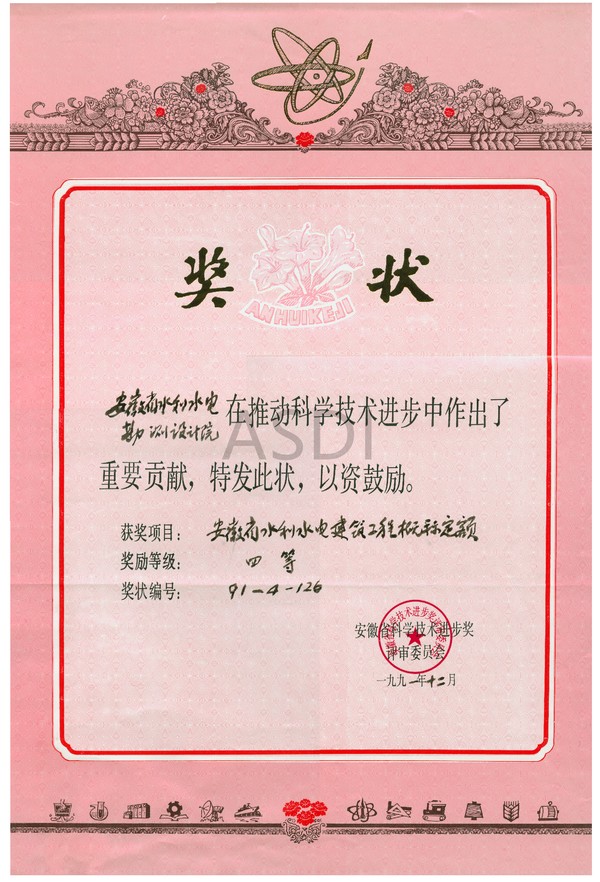 奖状
ANHUIKEJI
安徽省水利水电
勘测设计院
在推动科学技术进步中作出了
重要贡献，特发此状，以资鼓励。
ASDI
获奖项目：安徽省水利水电建筑工程概标定额
奖励等级：四等
奖状编号：91-4-126
安徽省科学技术进步奖
评审委员会
一九九一年十二月